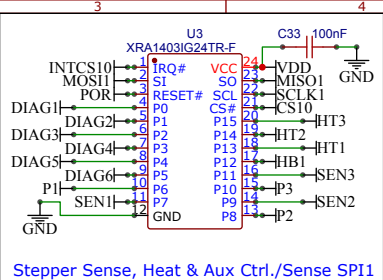 3 4
U3 C33 100nF
XRA1403IG24TR-F
INTCS10 1 IRQ# VCC 24 VDD GND
MOSI1 2 SI SO 23 MISO1
POR 3 RESET# SCL 22 SCLK1
DIAG1 4 P0 CS# 21 CS10
DIAG2 5 P1 P15 20 HT3
DIAG3 6 P2 P14 19 HT2
DIAG4 7 P3 P13 18 HT1
DIAG5 8 P4 P12 17 HB1
DIAG6 9 P5 P11 16 SEN3
P1 10 P6 P10 15 P3
SEN1 11 P7 P9 14 SEN2
GND 12 GND P8 13 P2
Stepper Sense, Heat & Aux Ctrl./Sense SPI1